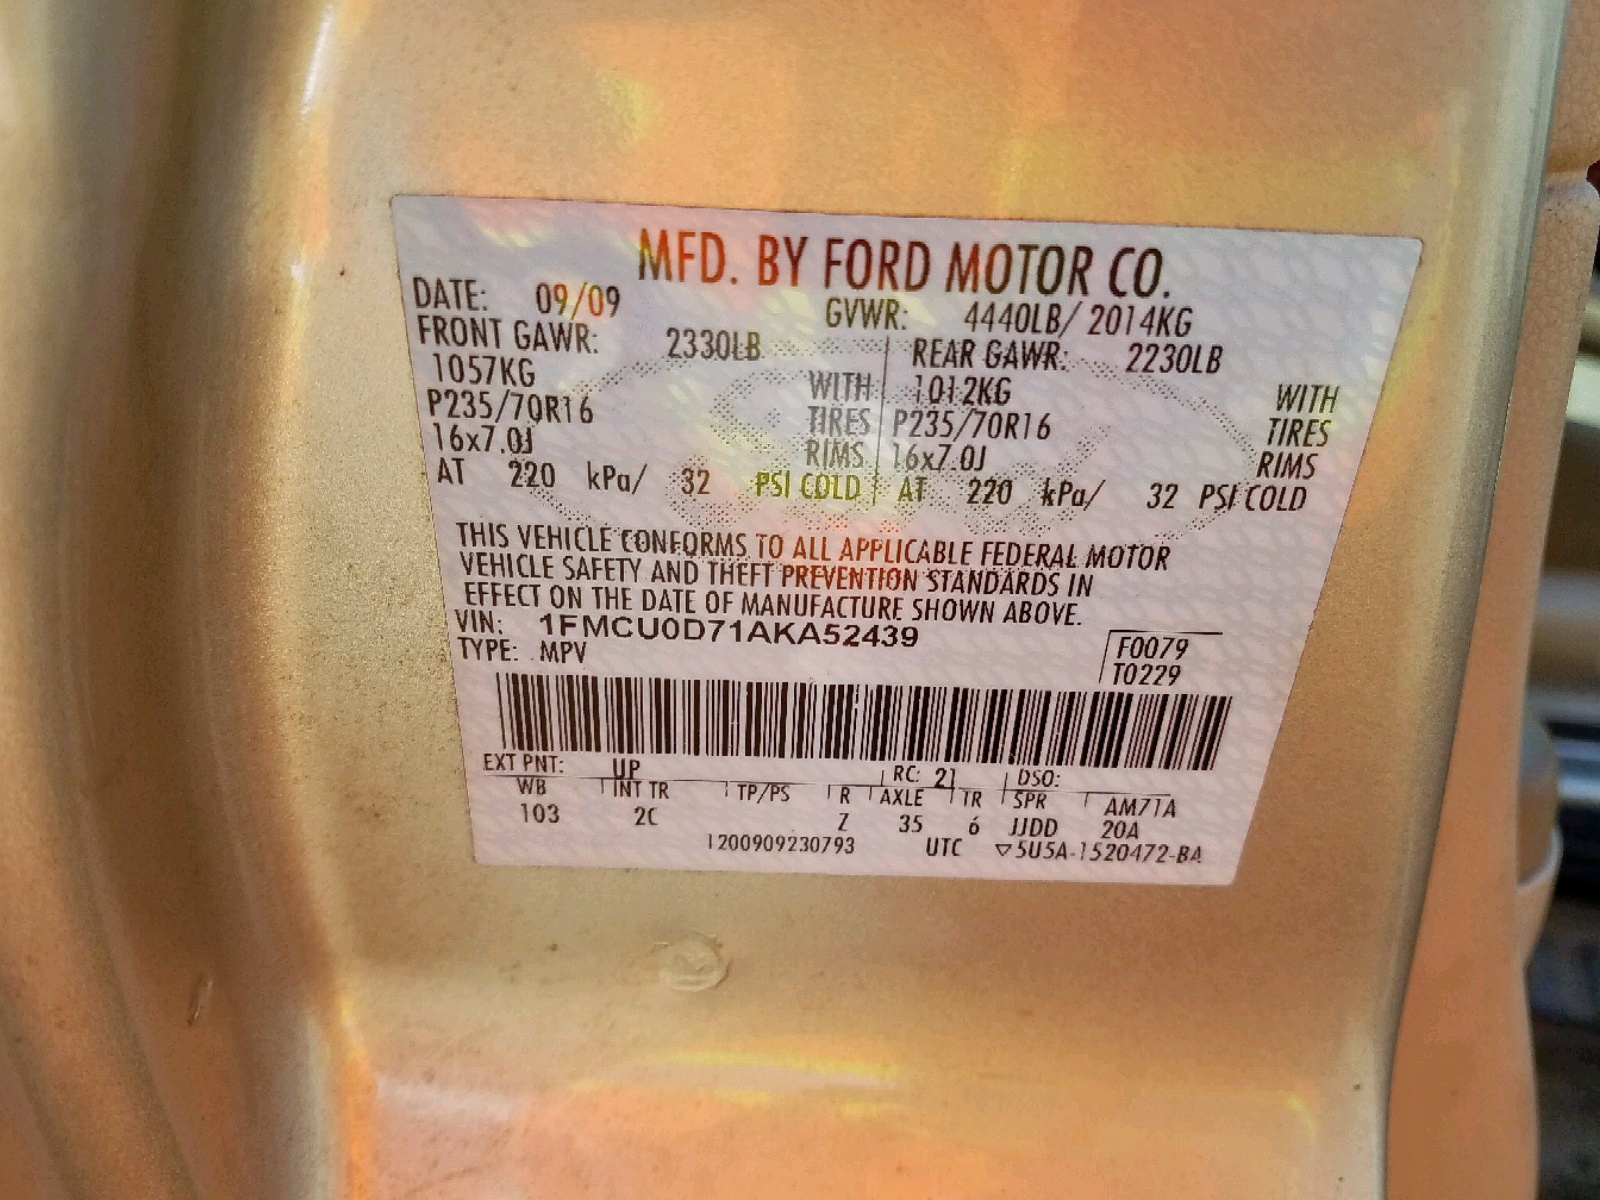 MFD. BY FORD MOTOR CO.
DATE: 09/09 GVWR: 4440LB/ 2014KG
FRONT GAWR: 2330LB REAR GAWR: 2230LB
1057KG WITH 1012KG WITH
P235/70R16 TIRES P235/70R16 TIRES
16x7.0J RIMS 16x7.0J RIMS
AT 220 kPa/ 32 PSI COLD AT 220 kPa/ 32 PSI COLD
THIS VEHICLE CONFORMS TO ALL APPLICABLE FEDERAL MOTOR
VEHICLE SAFETY AND THEFT PREVENTION STANDARDS IN
EFFECT ON THE DATE OF MANUFACTURE SHOWN ABOVE.
VIN: 1FMCU0D71AKA52439
TYPE: MPV
F0079
T0229
EXT PNT: UP RC: 21 DSO:
WB INT TR TP/PS R AXLE TR SPR AM71A
103 2C Z 35 6 JJDD 20A
1200909230793 UTC ▽5U5A-1520472-BA